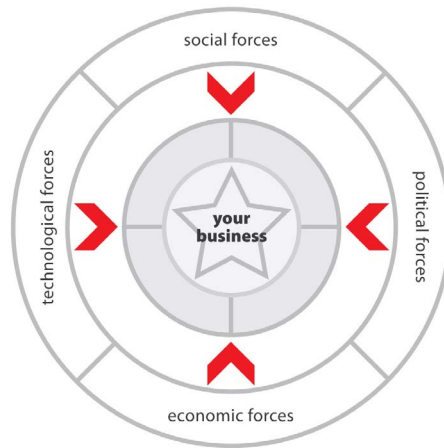 social forces
technological forces
your
business
political forces
economic forces